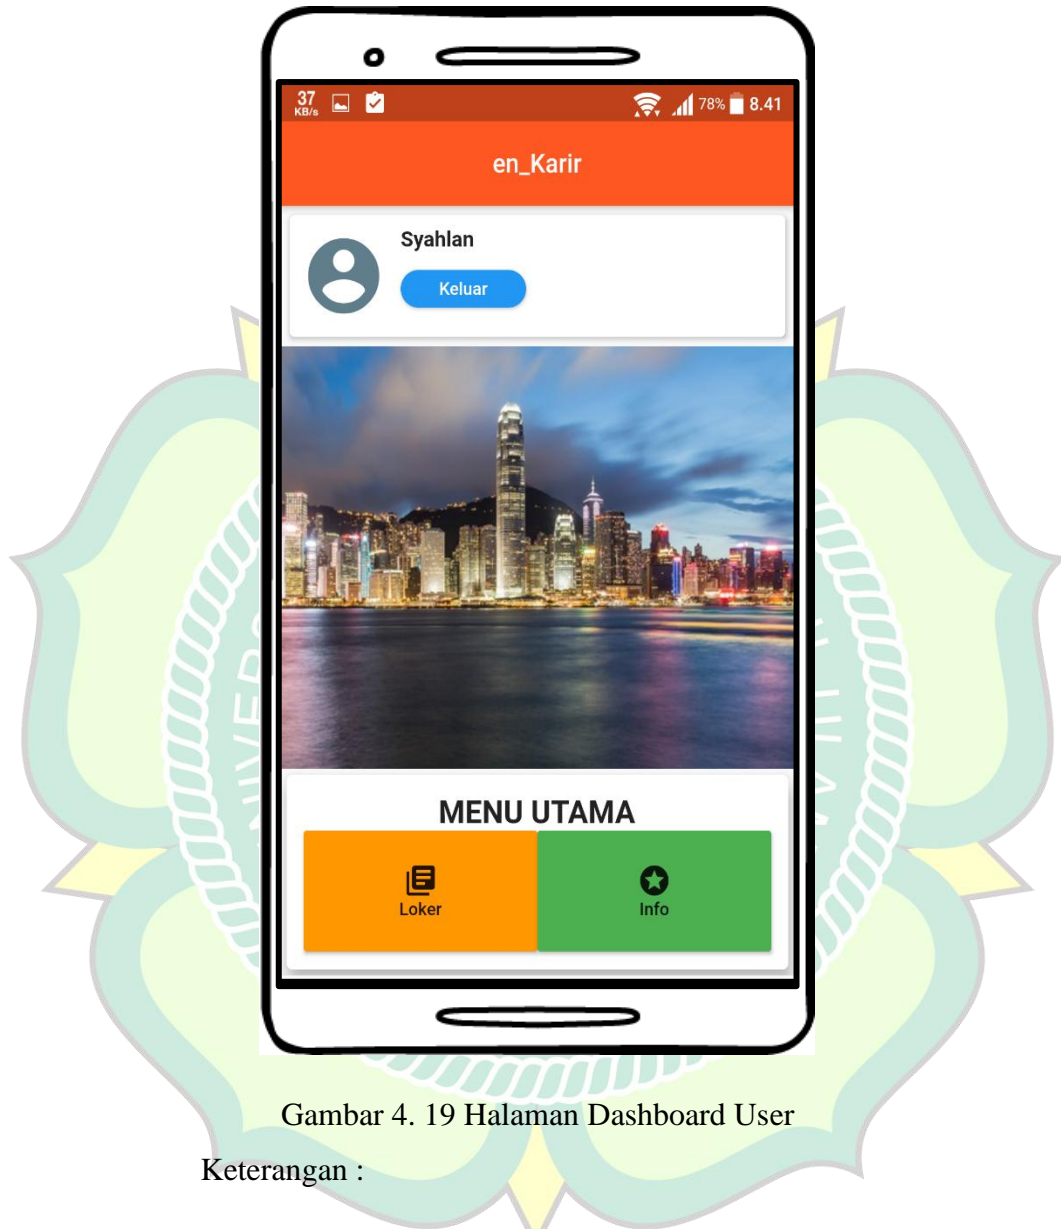 37
KB/s
78%
8.41
en_Karir
Syahlan
Keluar
MENU UTAMA
Loker
Info
Gambar 4. 19 Halaman Dashboard User
Keterangan :